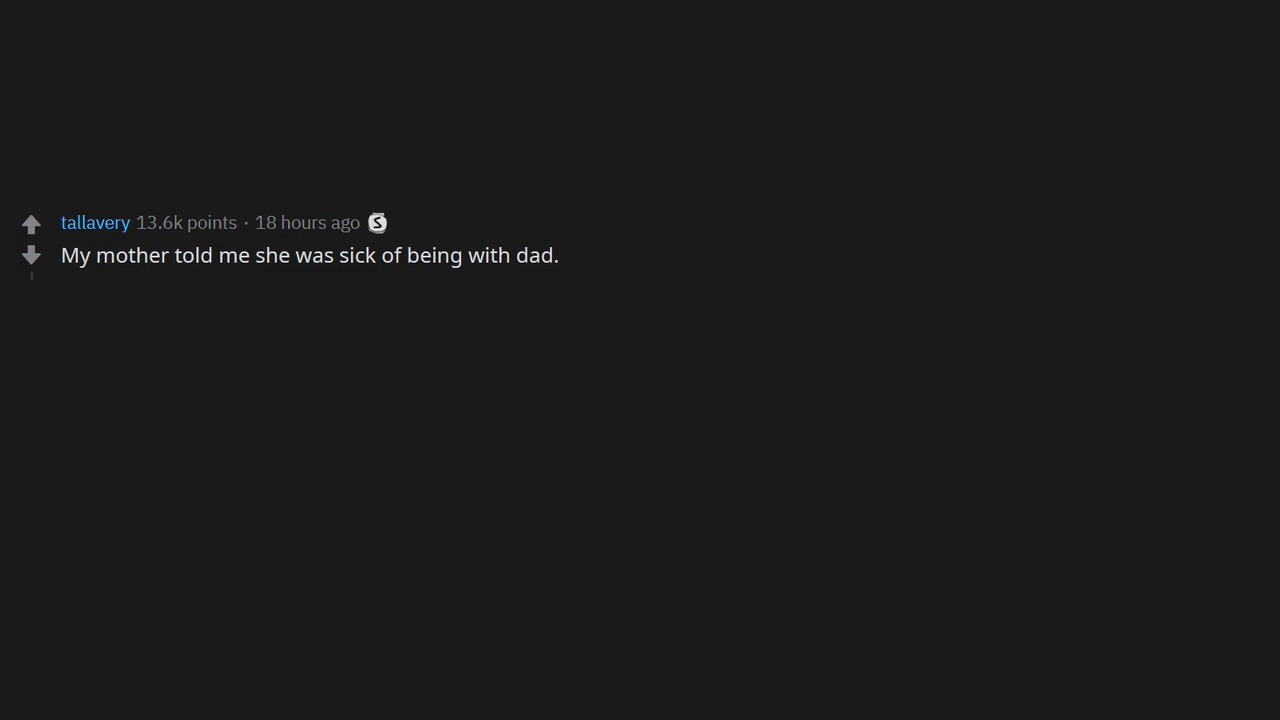 tallavery 13.6k points · 18 hours ago S
My mother told me she was sick of being with dad.